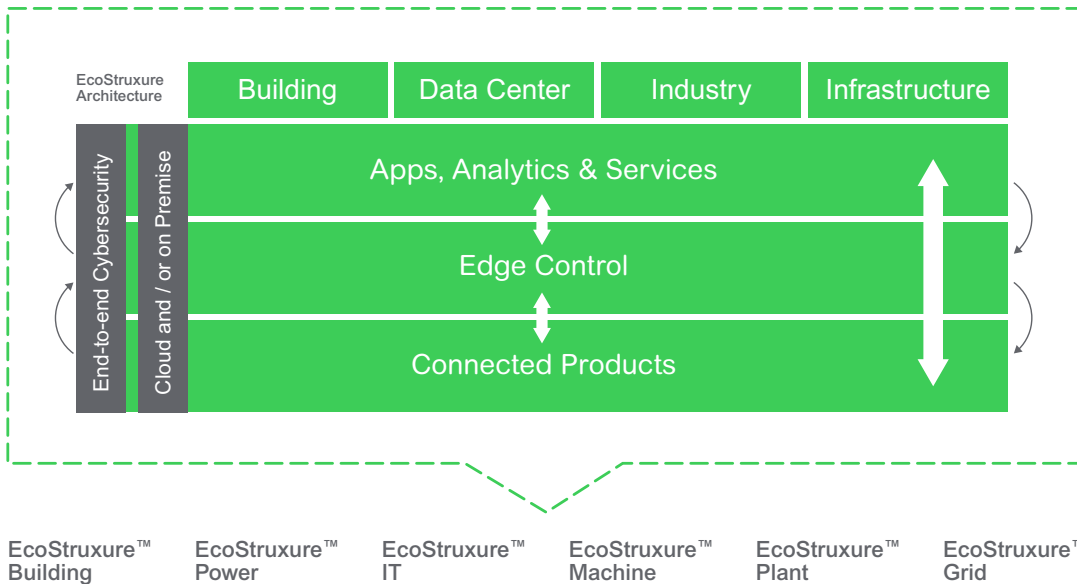 EcoStruxure
Architecture
Building
Data Center
Industry
Infrastructure
End-to-end Cybersecurity
Cloud and / or on Premise
Apps, Analytics & Services
Edge Control
Connected Products
EcoStruxure™
Building
EcoStruxure™
Power
EcoStruxure™
IT
EcoStruxure™
Machine
EcoStruxure™
Plant
EcoStruxure™
Grid